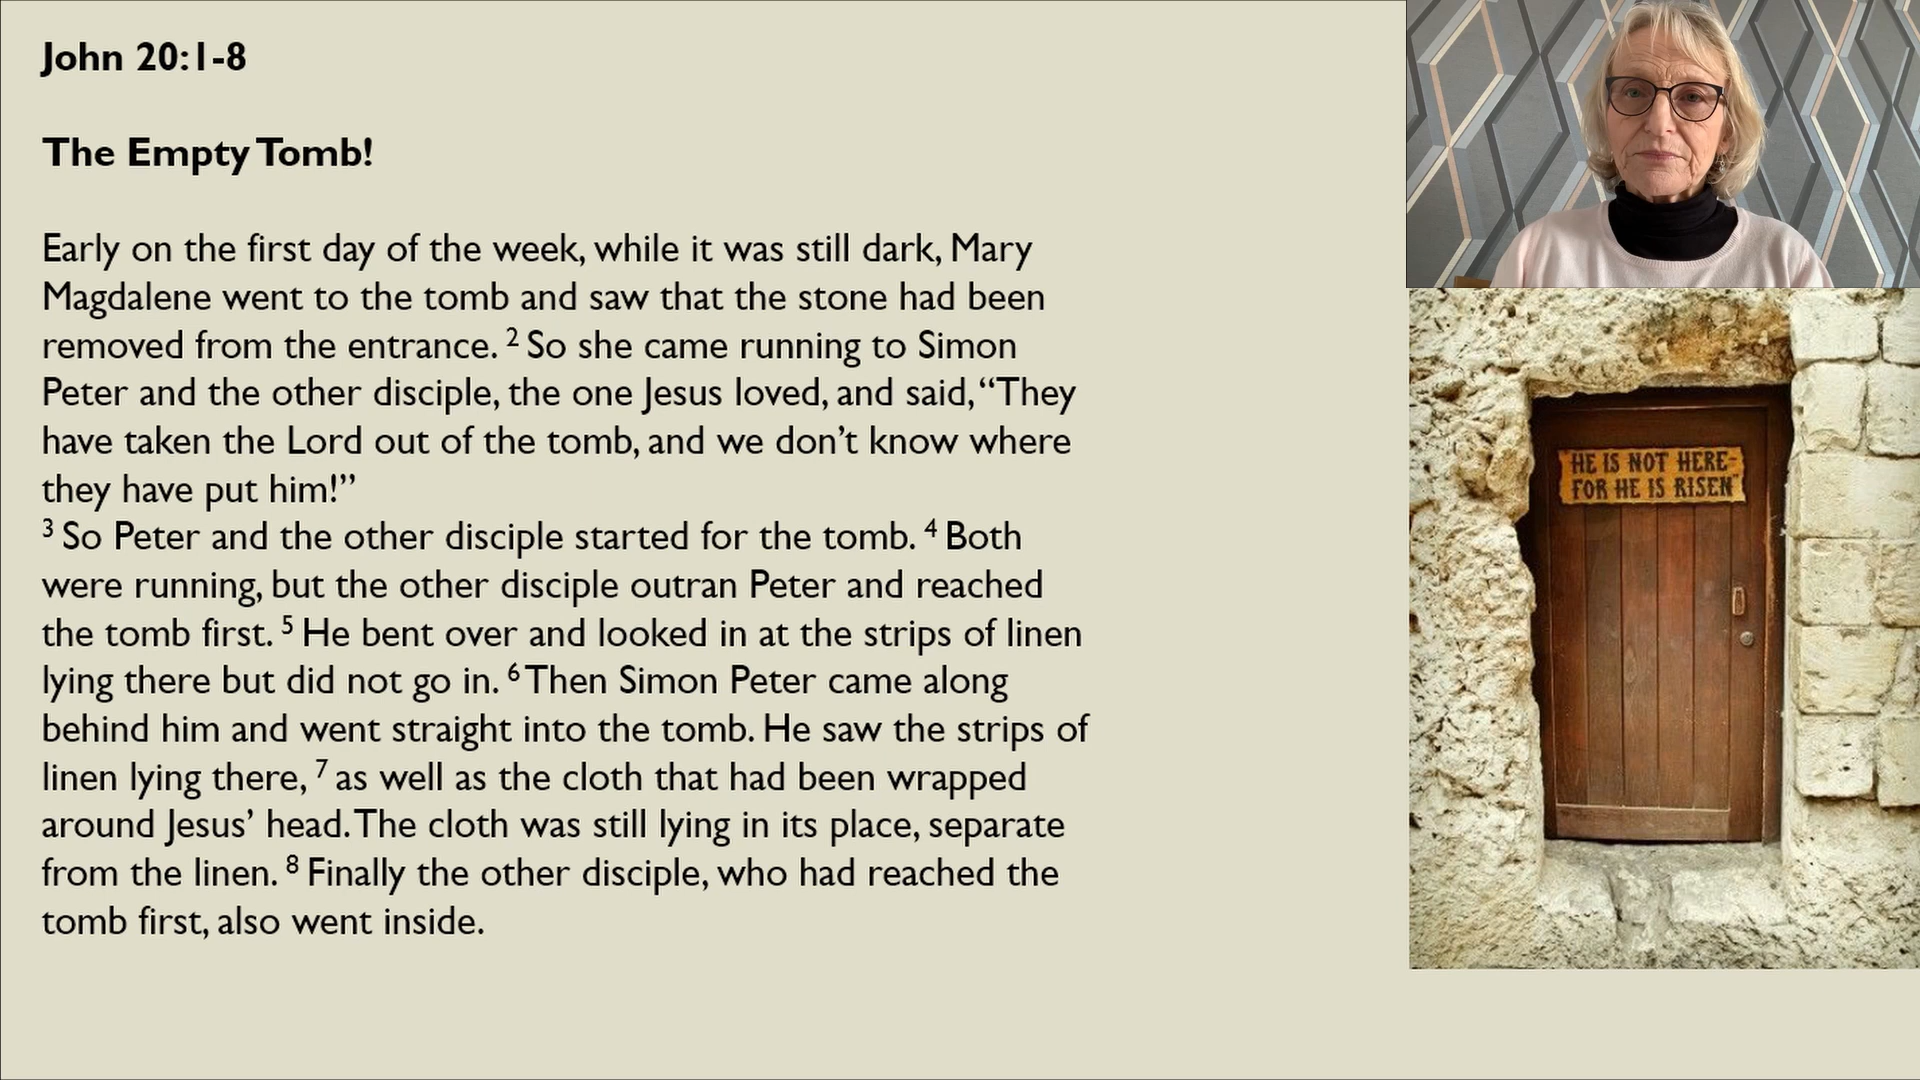 John 20:1-8
The Empty Tomb!
Early on the first day of the week, while it was still dark, Mary
Magdalene went to the tomb and saw that the stone had been
removed from the entrance. 2 So she came running to Simon
Peter and the other disciple, the one Jesus loved, and said, “They
have taken the Lord out of the tomb, and we don’t know where
they have put him!”
3 So Peter and the other disciple started for the tomb. 4 Both
were running, but the other disciple outran Peter and reached
the tomb first. 5 He bent over and looked in at the strips of linen
lying there but did not go in. 6 Then Simon Peter came along
behind him and went straight into the tomb. He saw the strips of
linen lying there, 7 as well as the cloth that had been wrapped
around Jesus’ head. The cloth was still lying in its place, separate
from the linen. 8 Finally the other disciple, who had reached the
tomb first, also went inside.
HE IS NOT HERE-
FOR HE IS RISEN